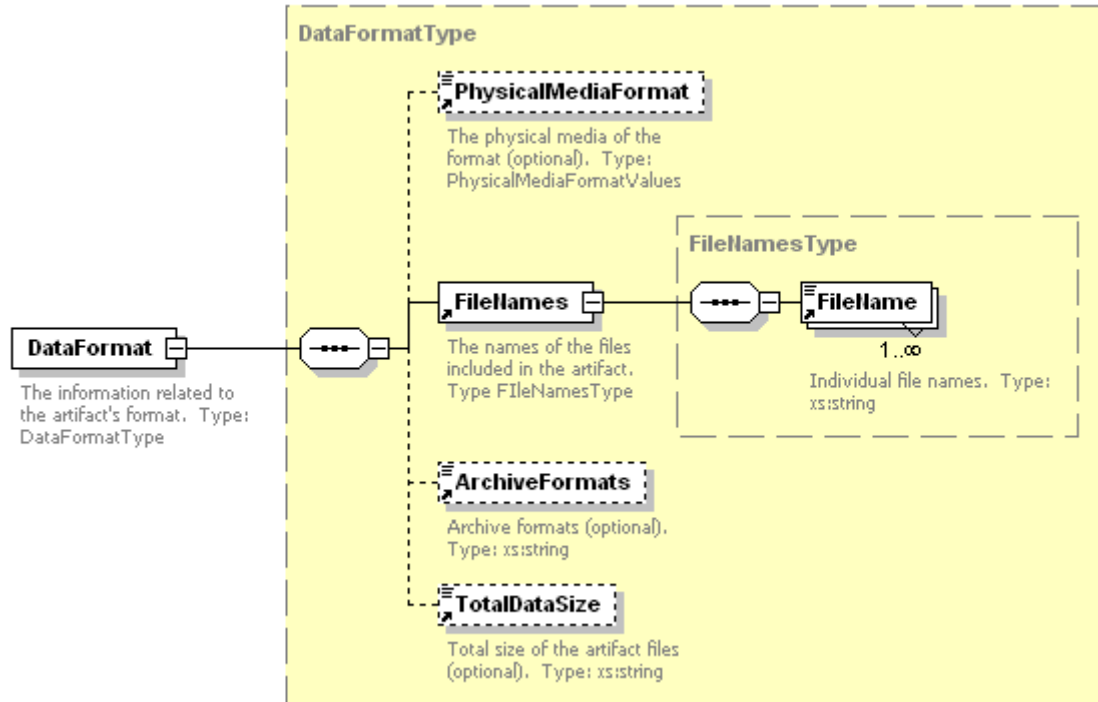 DataFormatType
PhysicalMediaFormat
The physical media of the
format (optional). Type:
PhysicalMediaFormatValues
FileNamesType
FileNames
FileName
1..∞
The names of the files
included in the artifact.
Type FIleNamesType
Individual file names. Type:
xs:string
DataFormat
The information related to
the artifact's format. Type:
DataFormatType
ArchiveFormats
Archive formats (optional).
Type: xs:string
TotalDataSize
Total size of the artifact files
(optional). Type: xs:string